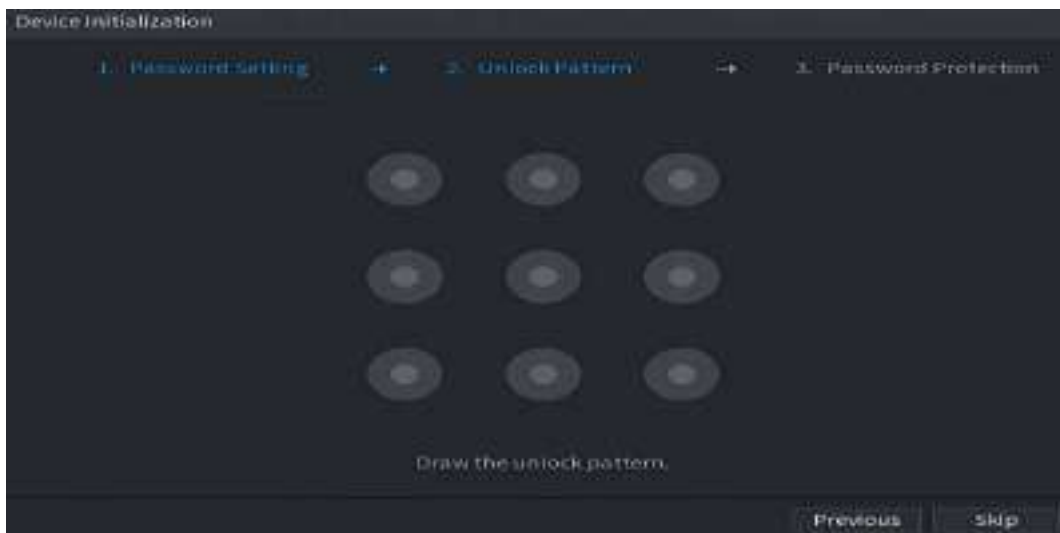 Device Initialization
1. Password Setting → 2. Unlock Pattern → 3. Password Protection
Draw the unlock pattern.
Previous Skip